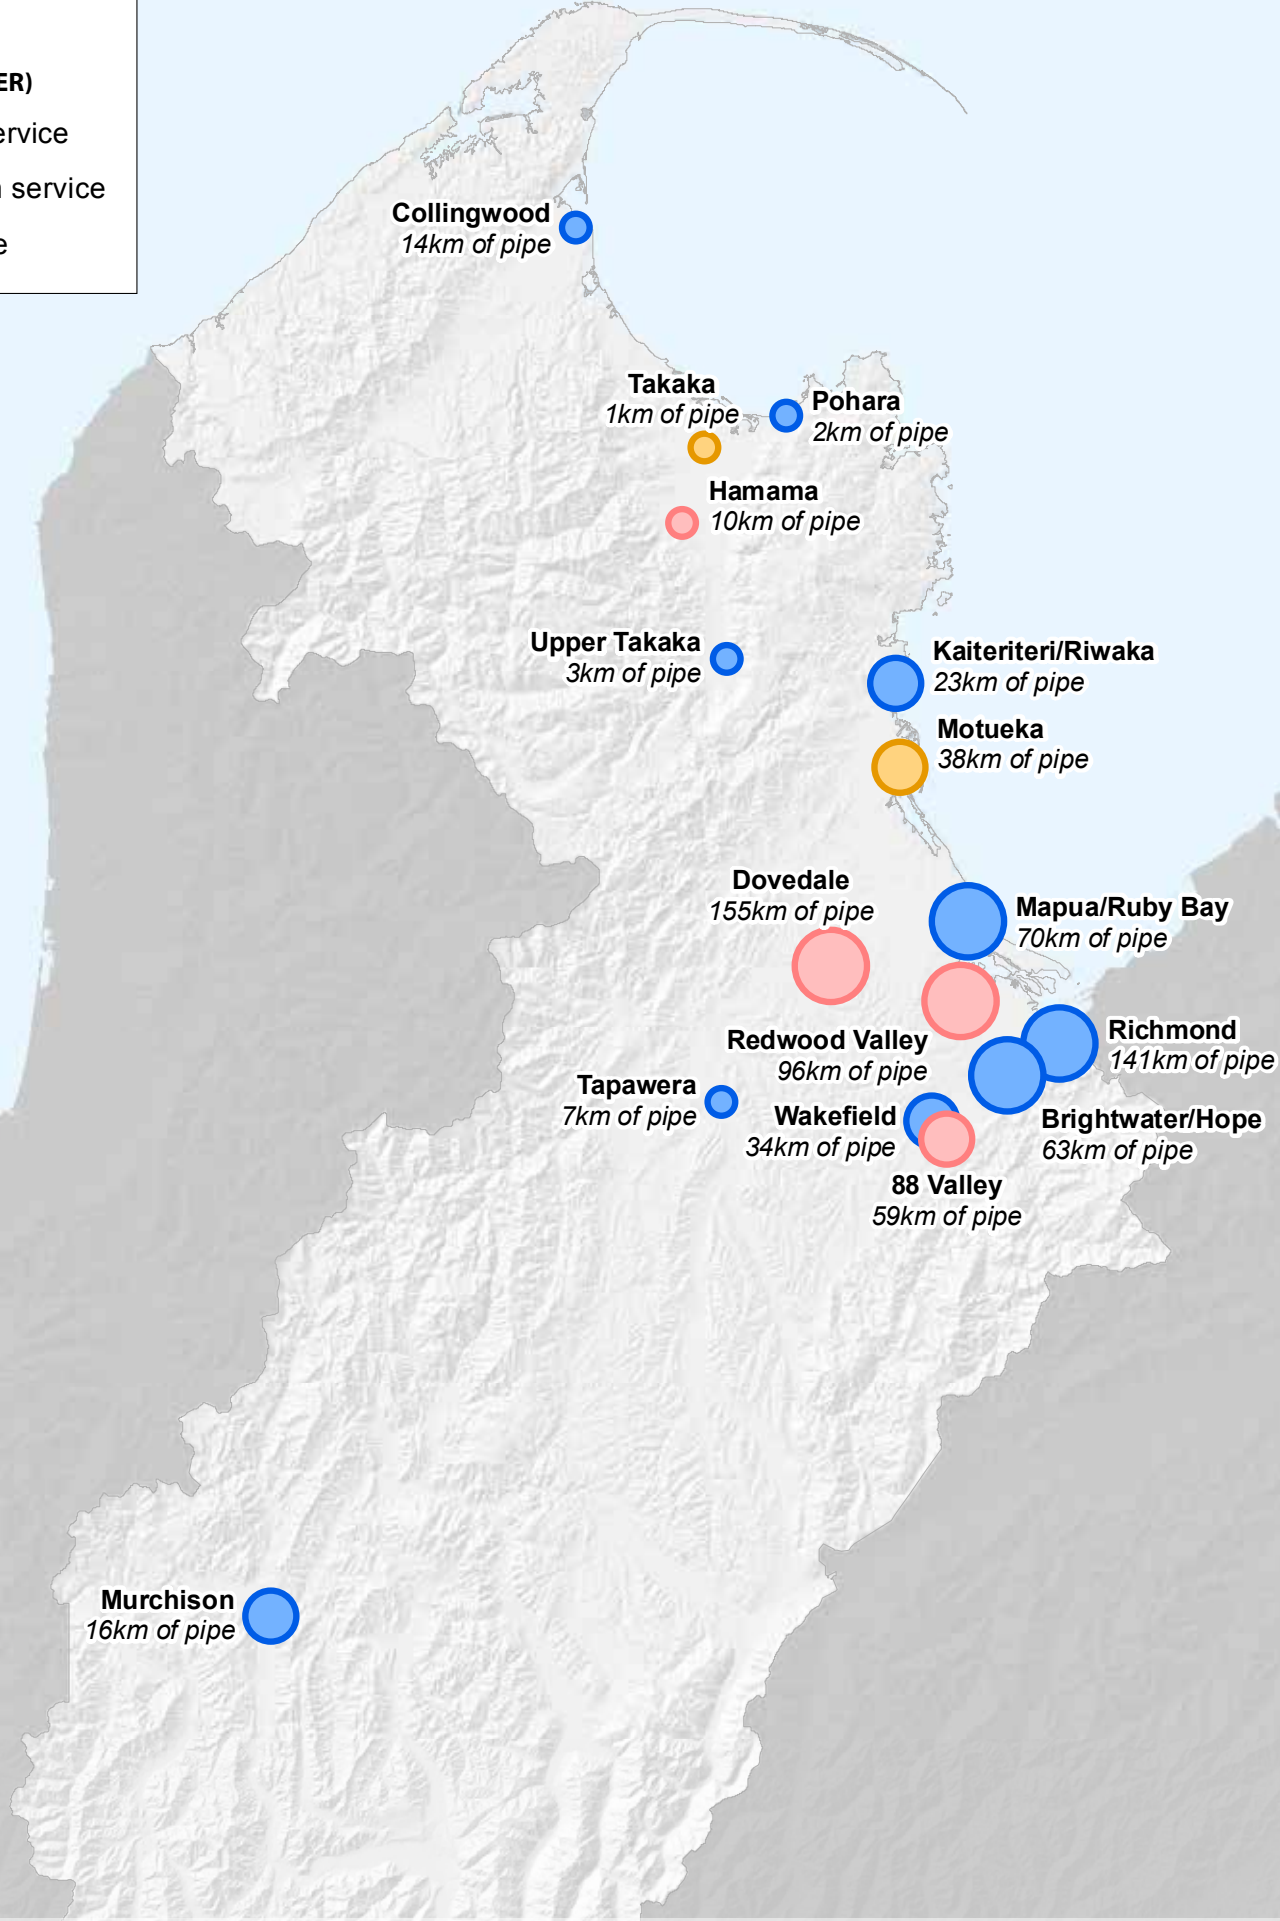 ER)
ervice
service
e
Collingwood
14km of pipe
Takaka
1km of pipe
Pohara
2km of pipe
Hamama
10km of pipe
Upper Takaka
3km of pipe
Kaiteriteri/Riwaka
23km of pipe
Motueka
38km of pipe
Dovedale
155km of pipe
Mapua/Ruby Bay
70km of pipe
Redwood Valley
96km of pipe
Richmond
141km of pipe
Tapawera
7km of pipe
Wakefield
34km of pipe
Brightwater/Hope
63km of pipe
88 Valley
59km of pipe
Murchison
16km of pipe